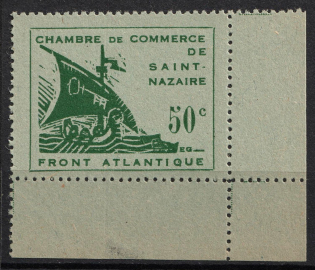 CHAMBRE DE COMMERCE
DE
SAINT-
NAZAIRE
50c
EG
FRONT ATLANTIQUE